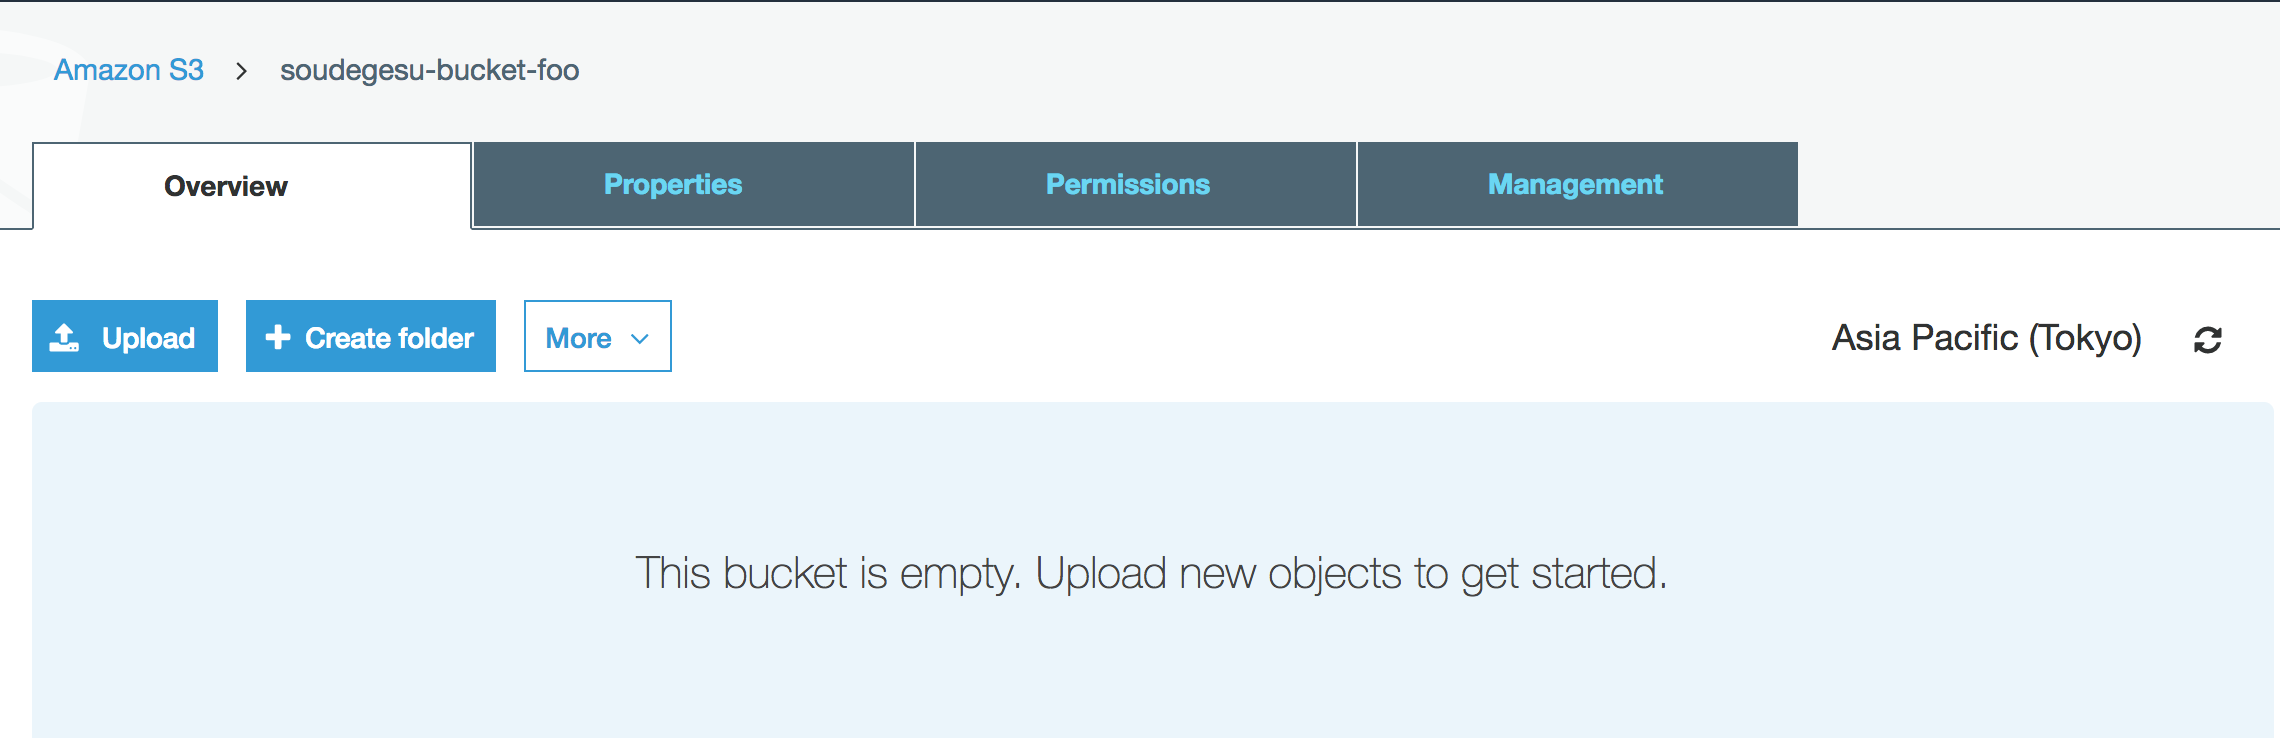 Amazon S3 > soudegesu-bucket-foo
Overview Properties Permissions Management
Upload Create folder More Asia Pacific (Tokyo)
This bucket is empty. Upload new objects to get started.